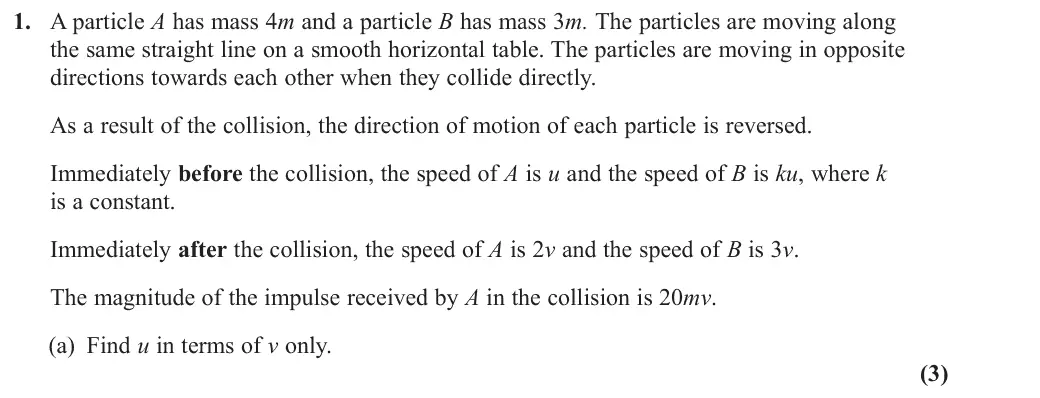 1. A particle A has mass 4m and a particle B has mass 3m. The particles are moving along
the same straight line on a smooth horizontal table. The particles are moving in opposite
directions towards each other when they collide directly.
As a result of the collision, the direction of motion of each particle is reversed.
Immediately before the collision, the speed of A is u and the speed of B is ku, where k
is a constant.
Immediately after the collision, the speed of A is 2v and the speed of B is 3v.
The magnitude of the impulse received by A in the collision is 20mv.
(a) Find u in terms of v only.
(3)